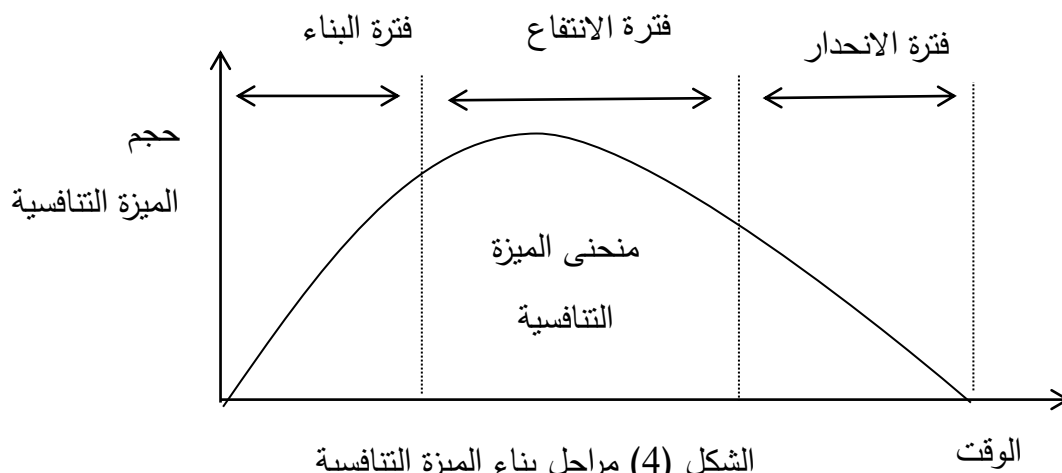 فترة البناء
فترة الانتفاع
فترة الانحدار
حجم
الميزة التنافسية
منحنى الميزة
التنافسية
الوقت
الشكل (4) مراحل بناء الميزة التنافسية